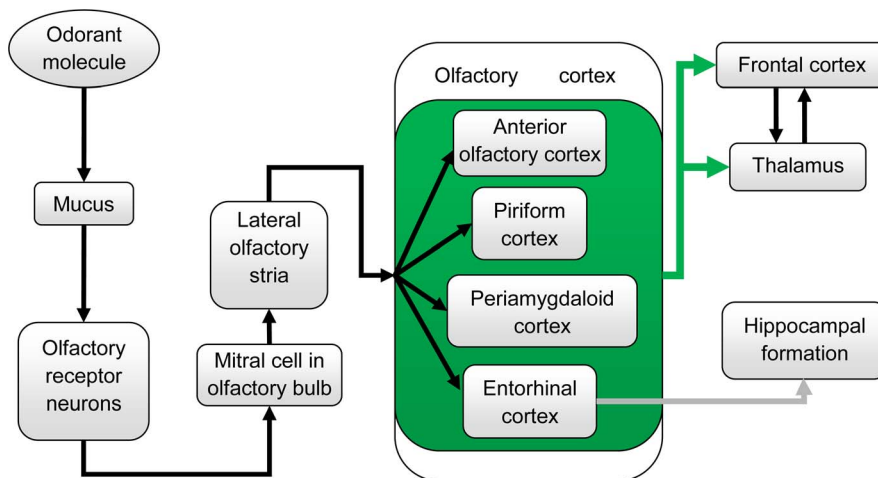 Odorant
molecule
Mucus
Olfactory
receptor
neurons
Mitral cell in
olfactory bulb
Lateral
olfactory
stria
Olfactory cortex
Anterior
olfactory cortex
Piriform
cortex
Periamygdaloid
cortex
Entorhinal
cortex
Frontal cortex
Thalamus
Hippocampal
formation